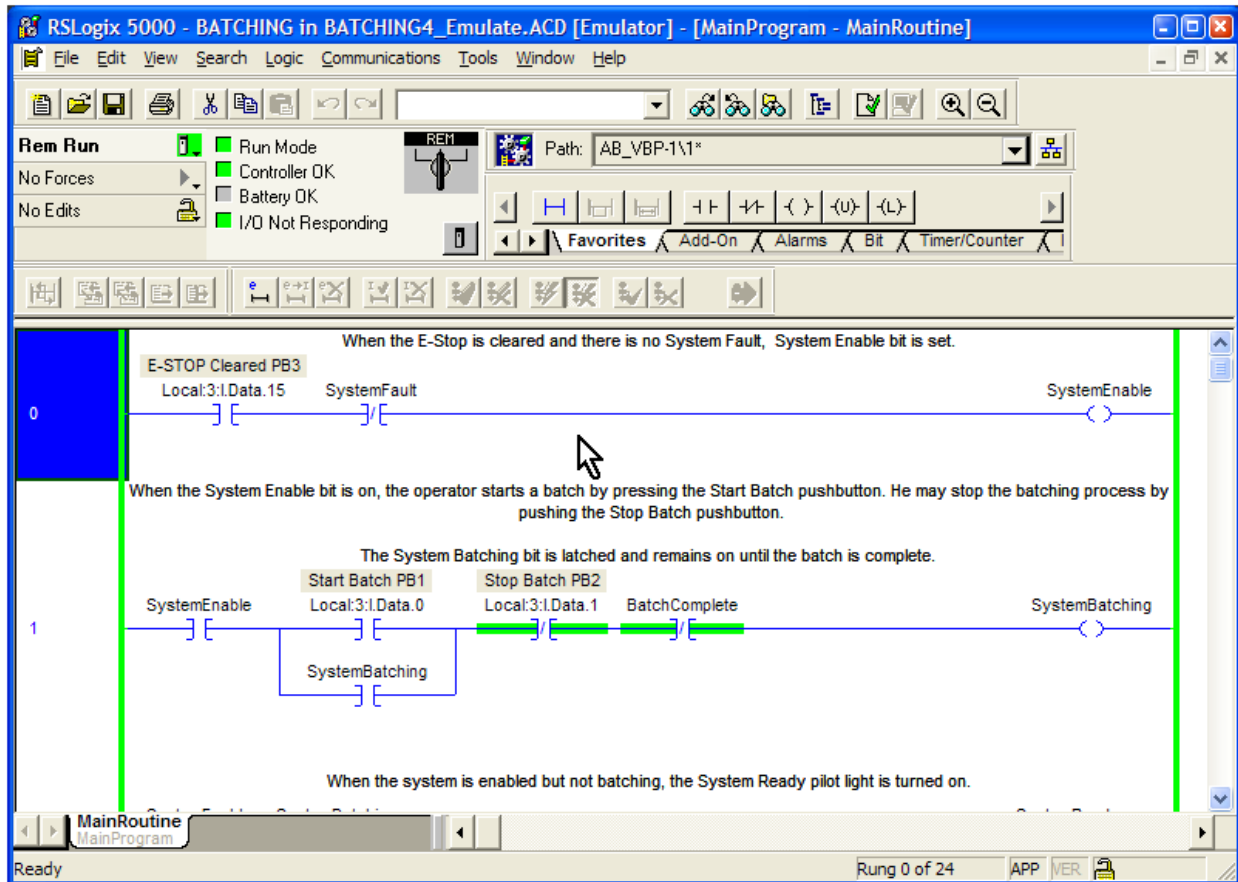 RSLogix 5000 - BATCHING in BATCHING4_Emulate.ACD [Emulator] - [MainProgram - MainRoutine]
File Edit View Search Logic Communications Tools Window Help
Rem Run
No Forces
No Edits
Run Mode
Controller OK
Battery OK
I/O Not Responding
REM
Path: AB_VBP-1\1*
Favorites Add-On Alarms Bit Timer/Counter
When the E-Stop is cleared and there is no System Fault, System Enable bit is set.
E-STOP Cleared PB3
Local:3:I.Data.15 SystemFault SystemEnable
0
When the System Enable bit is on, the operator starts a batch by pressing the Start Batch pushbutton. He may stop the batching process by
pushing the Stop Batch pushbutton.
The System Batching bit is latched and remains on until the batch is complete.
Start Batch PB1 Stop Batch PB2
SystemEnable Local:3:I.Data.0 Local:3:I.Data.1 BatchComplete SystemBatching
1
SystemBatching
When the system is enabled but not batching, the System Ready pilot light is turned on.
MainRoutine
MainProgram
Ready Rung 0 of 24 APP VER